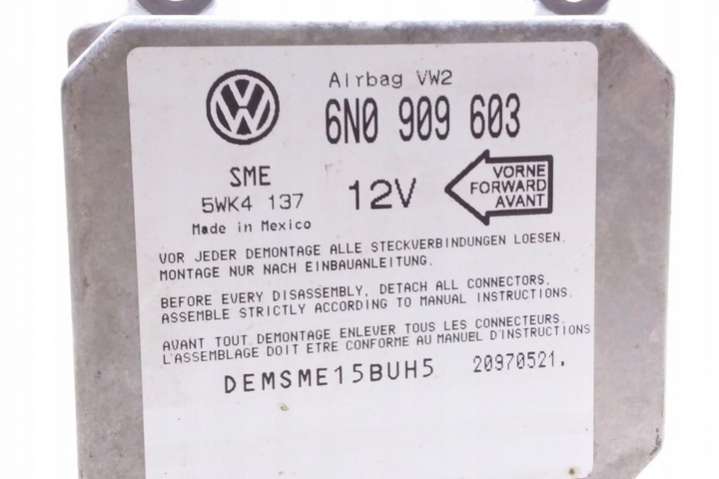 Airbag VW2
6N0 909 603
SME
5WK4 137
Made in Mexico
12V
VORNE
FORWARD
AVANT
VOR JEDER DEMONTAGE ALLE STECKVERBINDUNGEN LOESEN.
MONTAGE NUR NACH EINBAUANLEITUNG.
BEFORE EVERY DISASSEMBLY, DETACH ALL CONNECTORS.
ASSEMBLE STRICTLY ACCORDING TO MANUAL INSTRUCTIONS.
AVANT TOUT DEMONTAGE ENLEVER TOUS LES CONNECTEURS.
L'ASSEMBLAGE DOIT ETRE CONFORME AU MANUEL D'INSTRUCTIONS
DEMSME15BUH5 20970521.